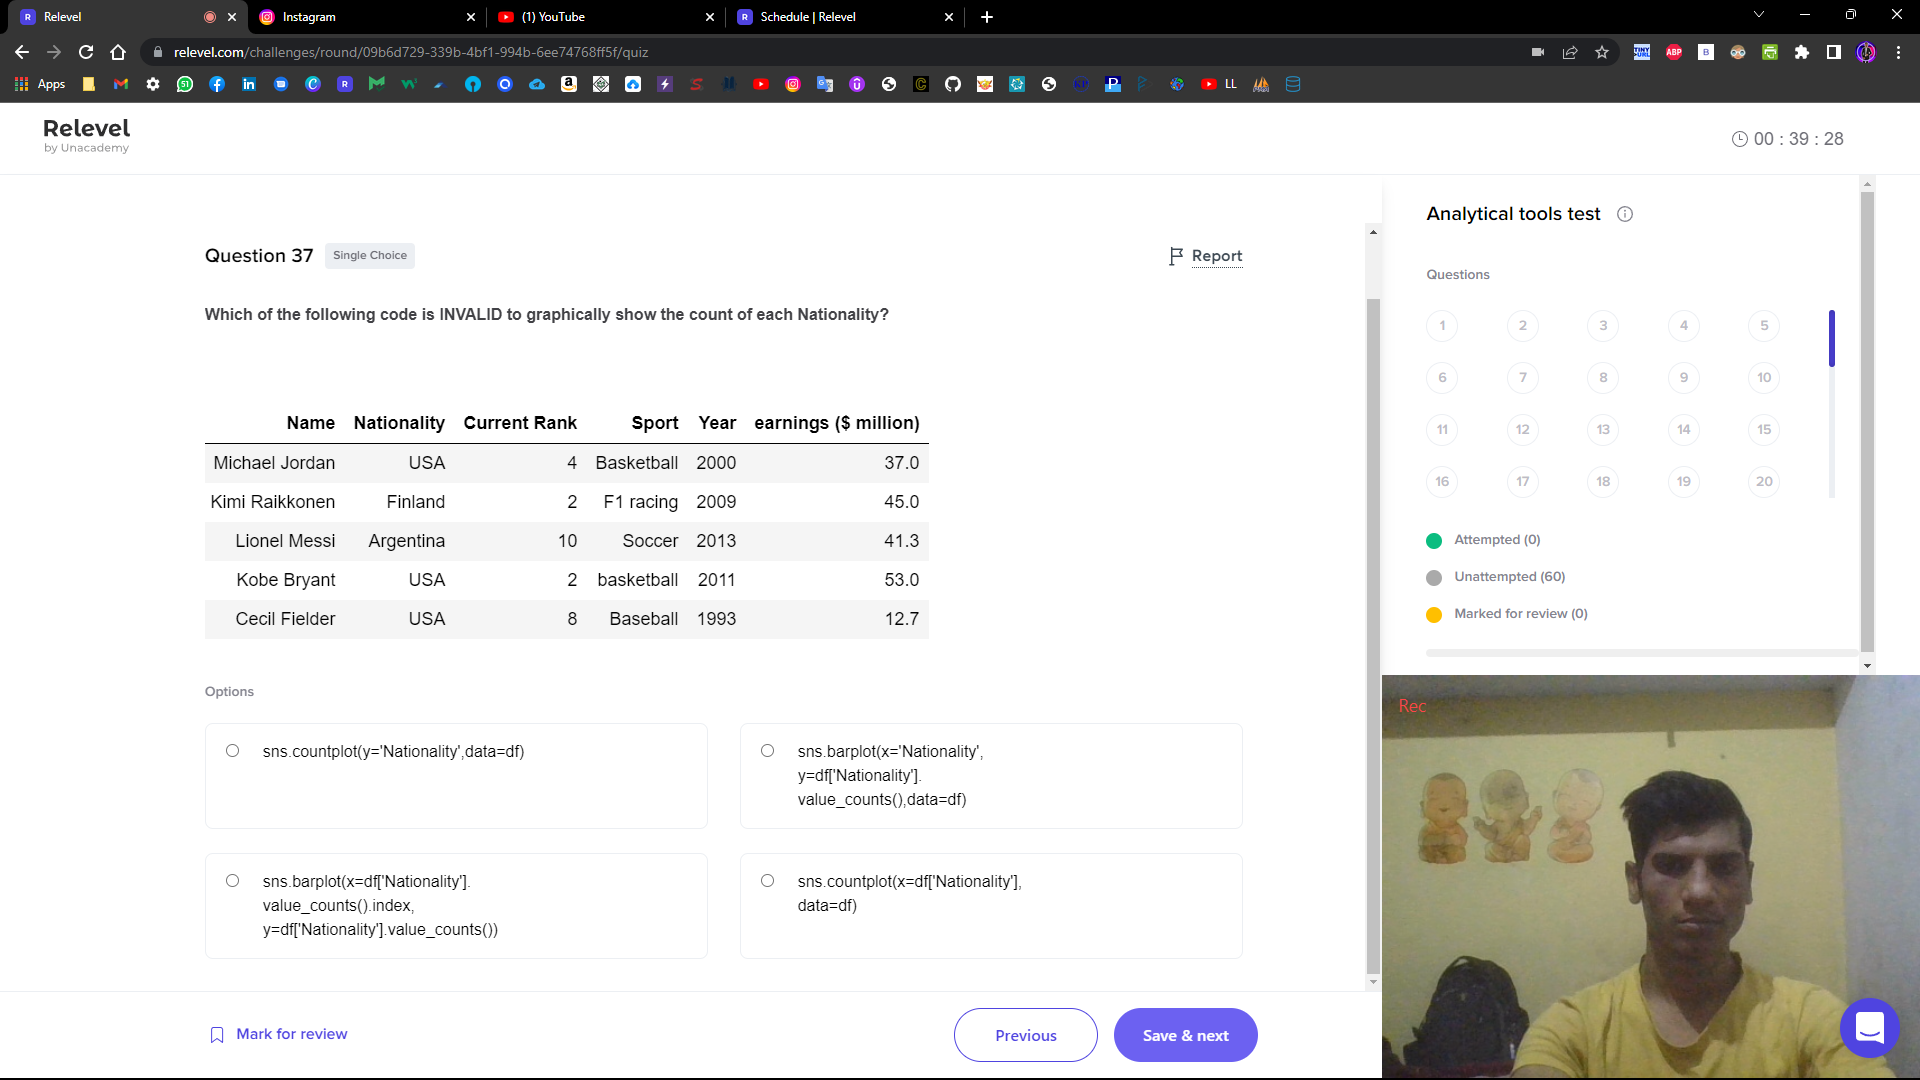 Relevel
Instagram
(1) YouTube
Schedule | Relevel
relevel.com/challenges/round/09b6d729-339b-4bf1-994b-6ee74768ff5f/quiz
Apps
LL
Relevel
by Unacademy
00 : 39 : 28
Question 37
Single Choice
Report
Which of the following code is INVALID to graphically show the count of each Nationality?
Name Nationality Current Rank Sport Year earnings ($ million)
Michael Jordan USA 4 Basketball 2000 37.0
Kimi Raikkonen Finland 2 F1 racing 2009 45.0
Lionel Messi Argentina 10 Soccer 2013 41.3
Kobe Bryant USA 2 basketball 2011 53.0
Cecil Fielder USA 8 Baseball 1993 12.7
Options
sns.countplot(y='Nationality',data=df)
sns.barplot(x='Nationality',
y=df['Nationality'].
value_counts(),data=df)
sns.barplot(x=df['Nationality'].
value_counts().index,
y=df['Nationality'].value_counts())
sns.countplot(x=df['Nationality'],
data=df)
Mark for review
Previous
Save & next
Analytical tools test
Questions
1 2 3 4 5
6 7 8 9 10
11 12 13 14 15
16 17 18 19 20
Attempted (0)
Unattempted (60)
Marked for review (0)
Rec